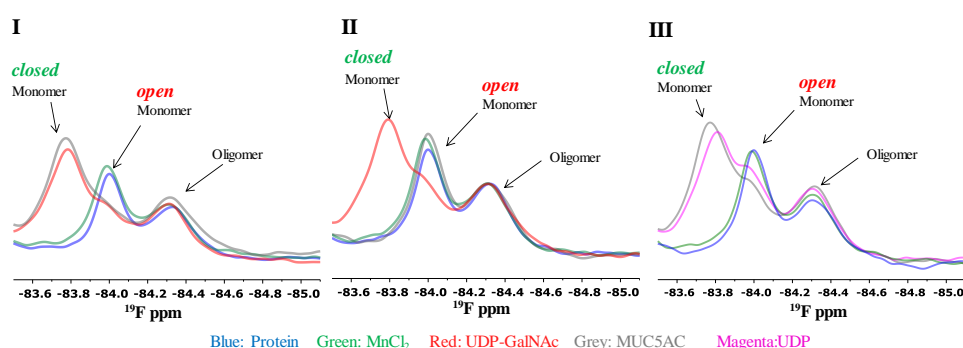 I
closed
Monomer
open
Monomer
Oligomer
-83.6 -83.8 -84.0 -84.2 -84.4 -84.6 -84.8 -85.0
¹⁹F ppm
II
closed
Monomer
open
Monomer
Oligomer
-83.6 -83.8 -84.0 -84.2 -84.4 -84.6 -84.8 -85.0
¹⁹F ppm
III
closed
Monomer
open
Monomer
Oligomer
-83.6 -83.8 -84.0 -84.2 -84.4 -84.6 -84.8 -85.0
¹⁹F ppm
Blue: Protein Green: MnCl₂ Red: UDP-GalNAc Grey: MUC5AC Magenta:UDP